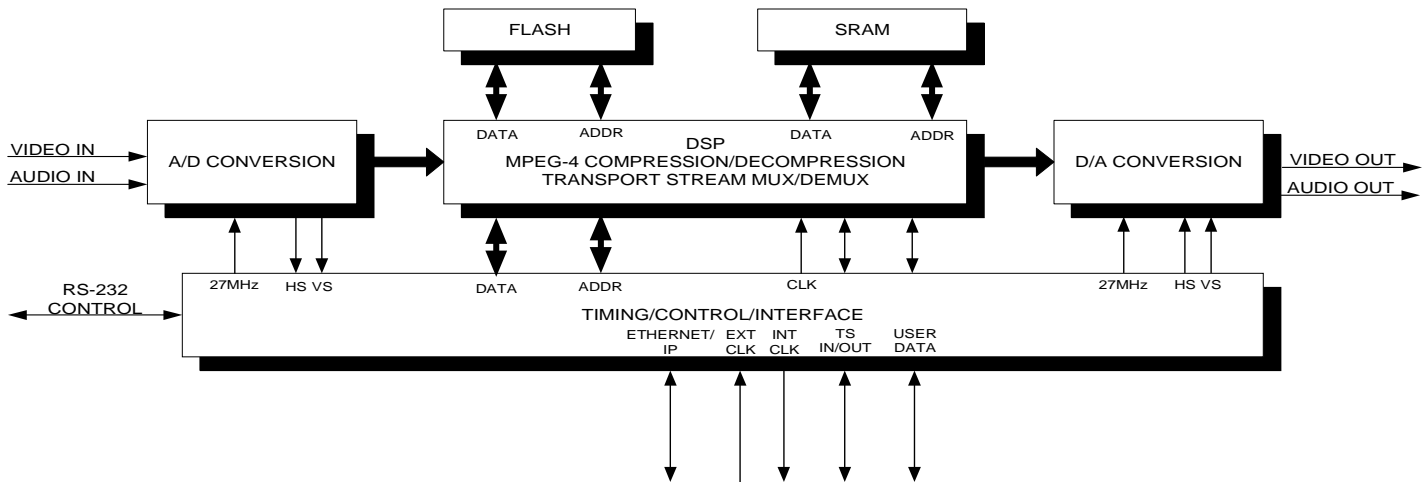 FLASH
SRAM
DATA
ADDR
DATA
ADDR
VIDEO IN
AUDIO IN
A/D CONVERSION
DSP
MPEG-4 COMPRESSION/DECOMPRESSION
TRANSPORT STREAM MUX/DEMUX
D/A CONVERSION
VIDEO OUT
AUDIO OUT
RS-232
CONTROL
27MHz
HS VS
DATA
ADDR
CLK
27MHz
HS VS
TIMING/CONTROL/INTERFACE
ETHERNET/
IP
EXT
CLK
INT
CLK
TS
IN/OUT
USER
DATA